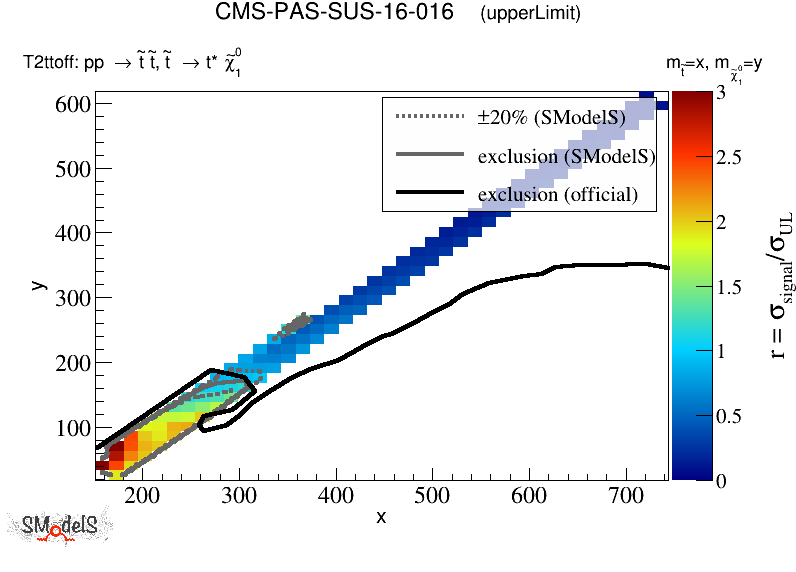 CMS-PAS-SUS-16-016 (upperLimit)
T2ttoff: pp → t̃ t̃, t̃ → t* χ̃₁⁰
m_t̃=x, m_χ̃₁⁰=y
±20% (SModelS)
exclusion (SModelS)
exclusion (official)
600
500
400
300
200
100
y
200 300 400 500 600 700
x
3
2.5
2
1.5
1
0.5
0
r = σ_signal/σ_UL
SModelS